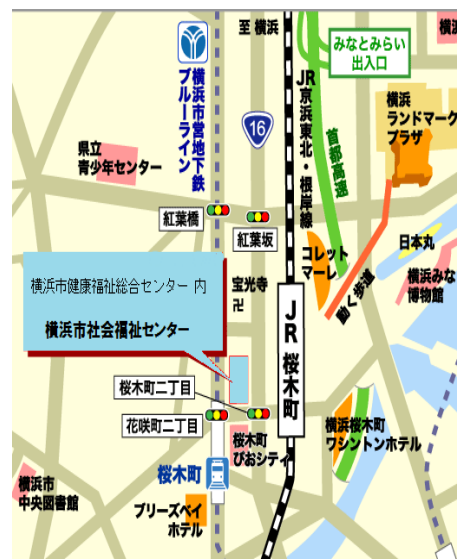 至 横浜
みなとみらい
出入口
横浜市営地下鉄
ブルーライン
16
JR
京浜東北・根岸線
首都高速
横浜
ランドマーク
プラザ
県立
青少年センター
紅葉橋
紅葉坂
コレット
マーレ
日本丸
動く歩道
横浜みな
博物館
宝光寺
卍
横浜市健康福祉総合センター 内
横浜市社会福祉センター
JR 桜木町
桜木町二丁目
花咲町二丁目
桜木町
ぴおシティ
横浜桜木町
ワシントンホテル
桜木町
横浜市
中央図書館
ブリーズベイ
ホテル